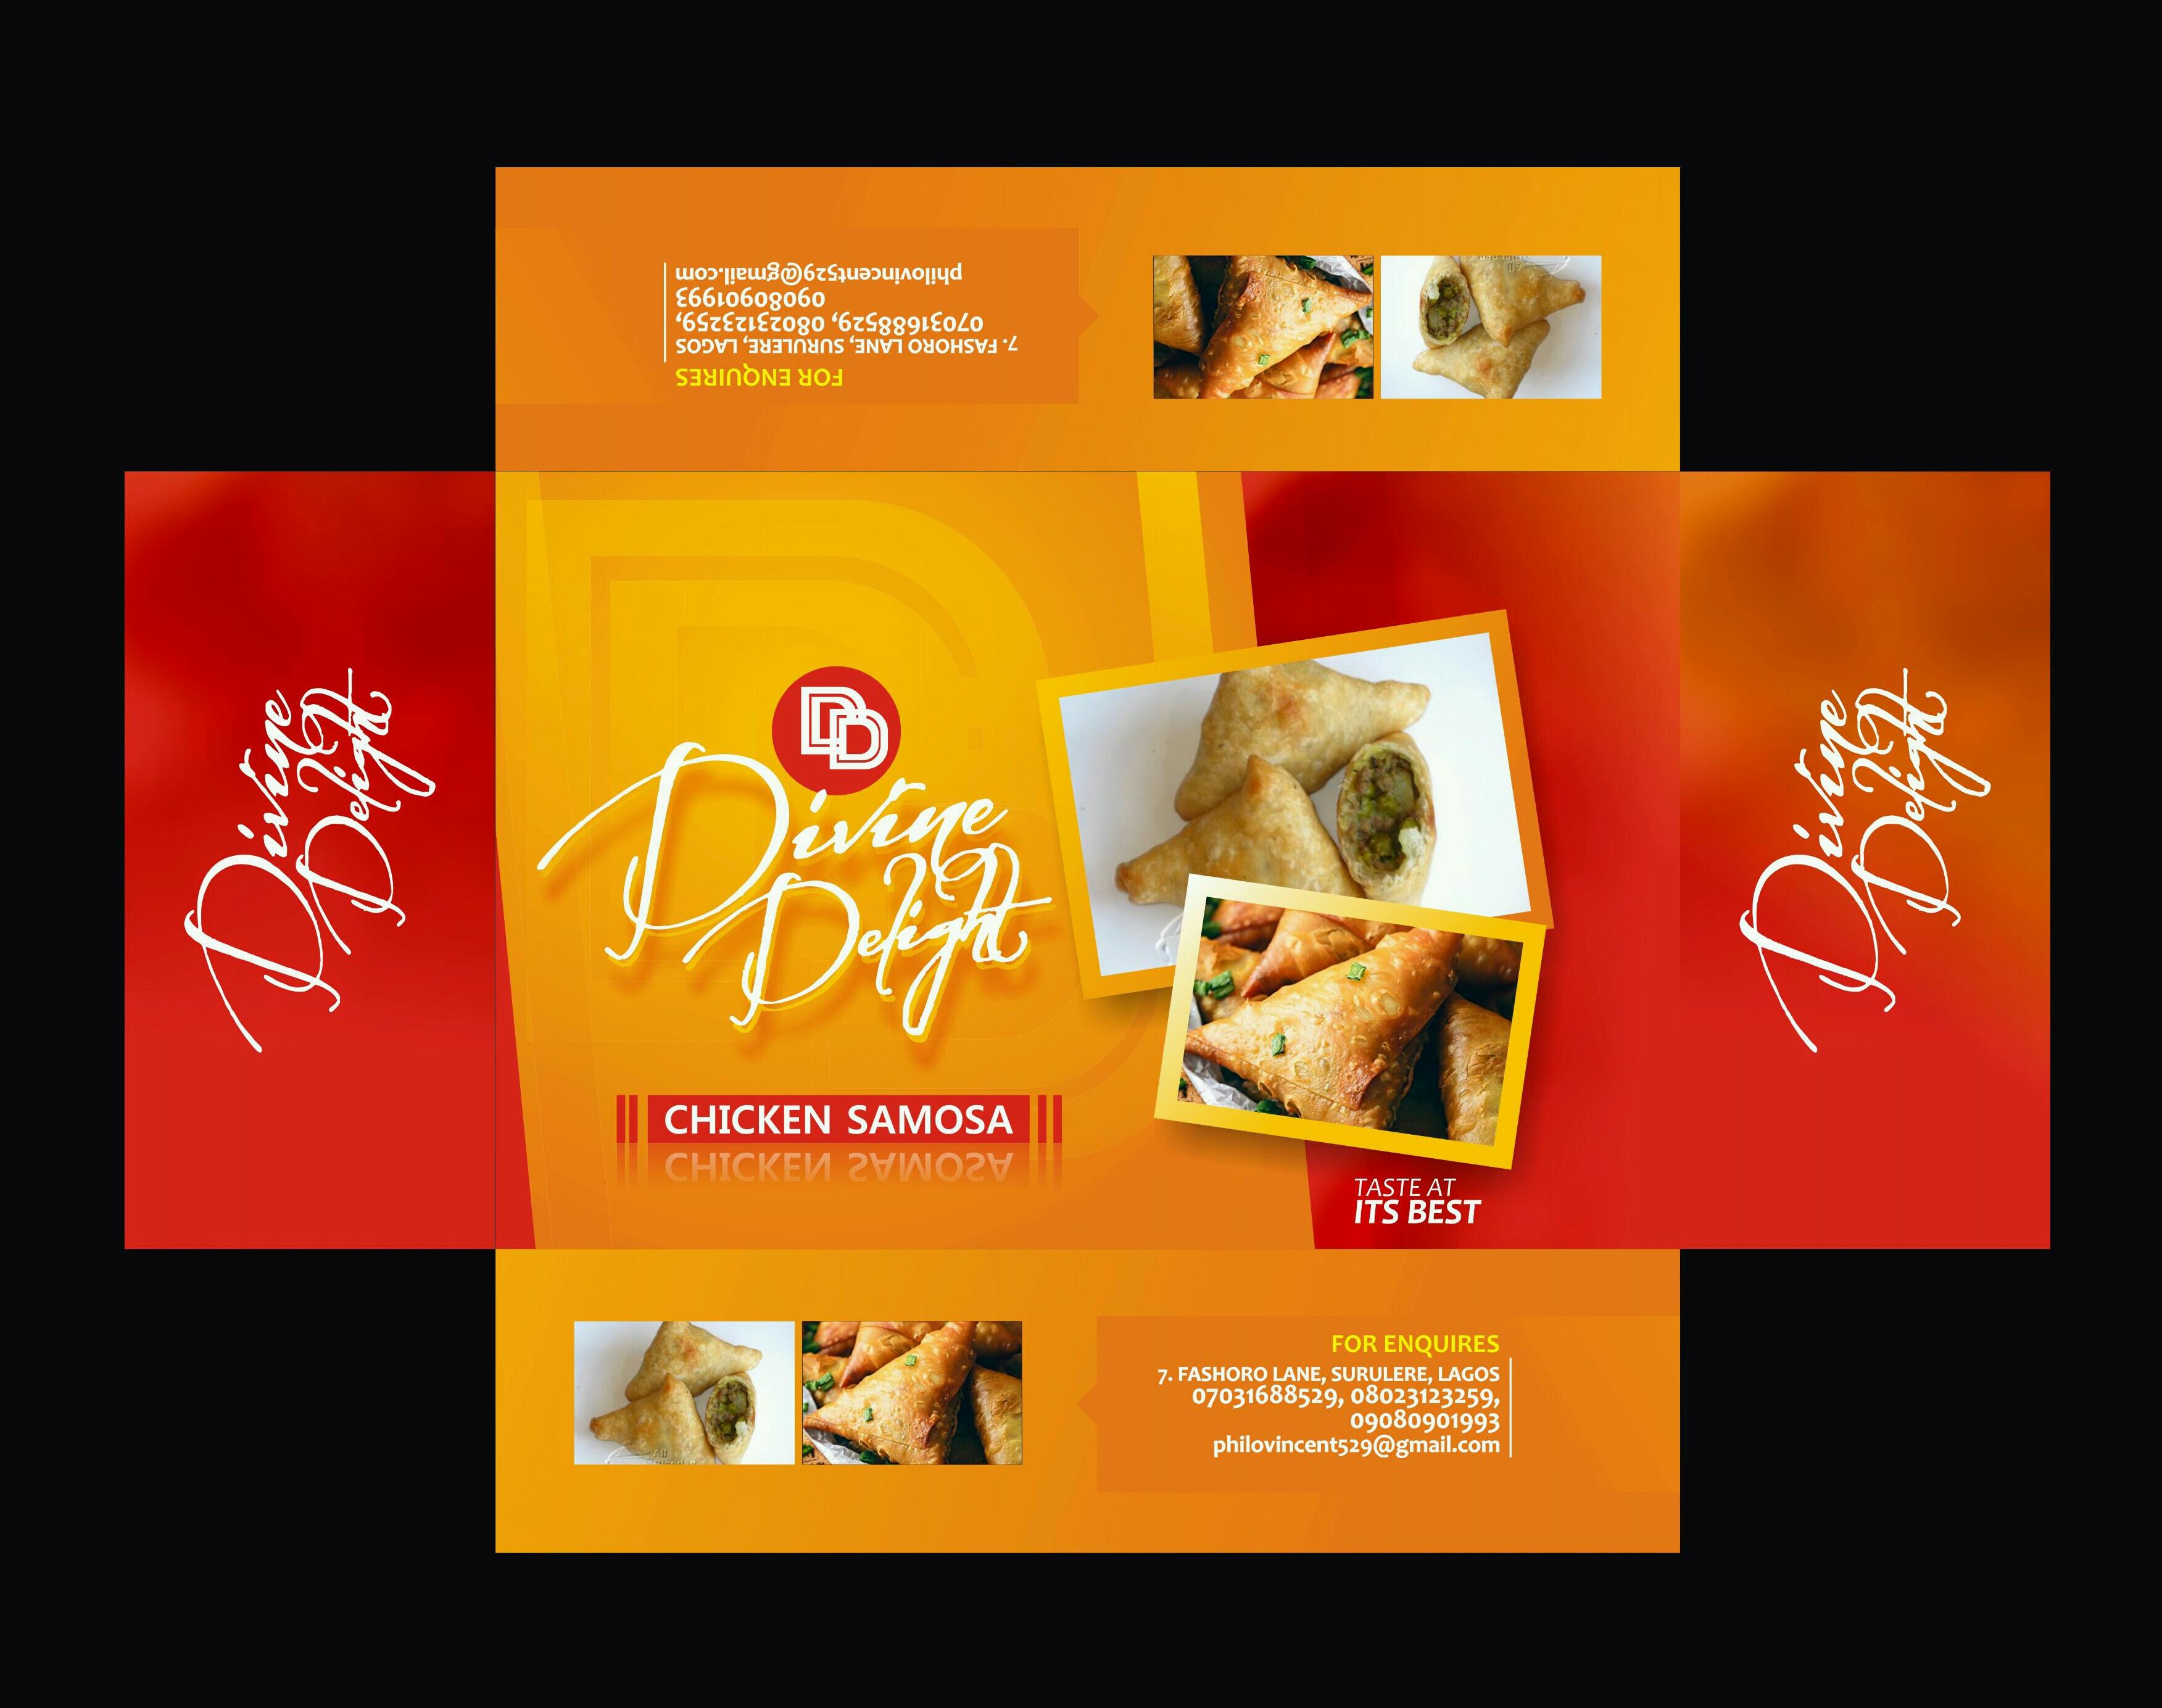 FOR ENQUIRES
7. FASHORO LANE, SURULERE, LAGOS
07031688529, 08023123259,
09080901993
philovincent529@gmail.com
Divine
Delight
DD
Divine
Delight
CHICKEN SAMOSA
CHICKEN SAMOSA
TASTE AT
ITS BEST
Divine
Delight
FOR ENQUIRES
7. FASHORO LANE, SURULERE, LAGOS
07031688529, 08023123259,
09080901993
philovincent529@gmail.com